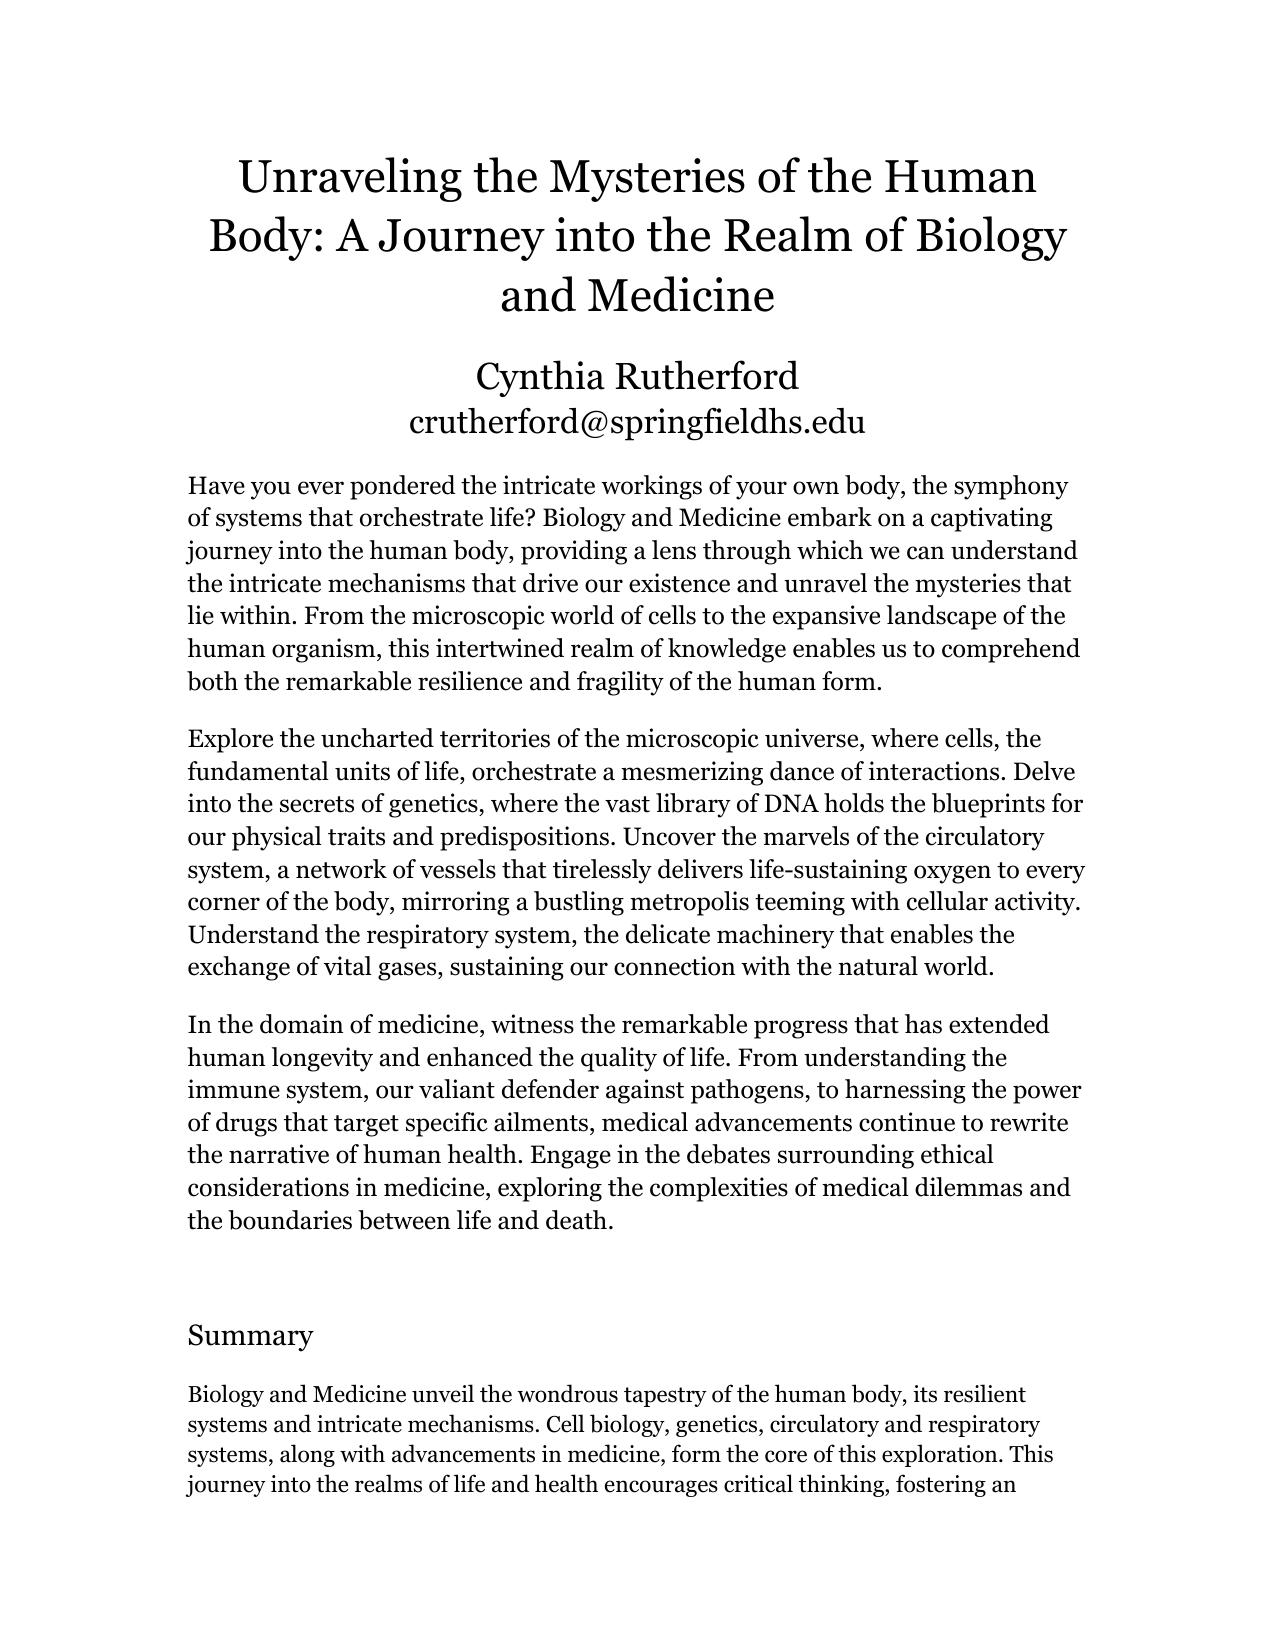 Unraveling the Mysteries of the Human
Body: A Journey into the Realm of Biology
and Medicine
Cynthia Rutherford
crutherford@springfieldhs.edu
Have you ever pondered the intricate workings of your own body, the symphony
of systems that orchestrate life? Biology and Medicine embark on a captivating
journey into the human body, providing a lens through which we can understand
the intricate mechanisms that drive our existence and unravel the mysteries that
lie within. From the microscopic world of cells to the expansive landscape of the
human organism, this intertwined realm of knowledge enables us to comprehend
both the remarkable resilience and fragility of the human form.
Explore the uncharted territories of the microscopic universe, where cells, the
fundamental units of life, orchestrate a mesmerizing dance of interactions. Delve
into the secrets of genetics, where the vast library of DNA holds the blueprints for
our physical traits and predispositions. Uncover the marvels of the circulatory
system, a network of vessels that tirelessly delivers life-sustaining oxygen to every
corner of the body, mirroring a bustling metropolis teeming with cellular activity.
Understand the respiratory system, the delicate machinery that enables the
exchange of vital gases, sustaining our connection with the natural world.
In the domain of medicine, witness the remarkable progress that has extended
human longevity and enhanced the quality of life. From understanding the
immune system, our valiant defender against pathogens, to harnessing the power
of drugs that target specific ailments, medical advancements continue to rewrite
the narrative of human health. Engage in the debates surrounding ethical
considerations in medicine, exploring the complexities of medical dilemmas and
the boundaries between life and death.
Summary
Biology and Medicine unveil the wondrous tapestry of the human body, its resilient
systems and intricate mechanisms. Cell biology, genetics, circulatory and respiratory
systems, along with advancements in medicine, form the core of this exploration. This
journey into the realms of life and health encourages critical thinking, fostering an